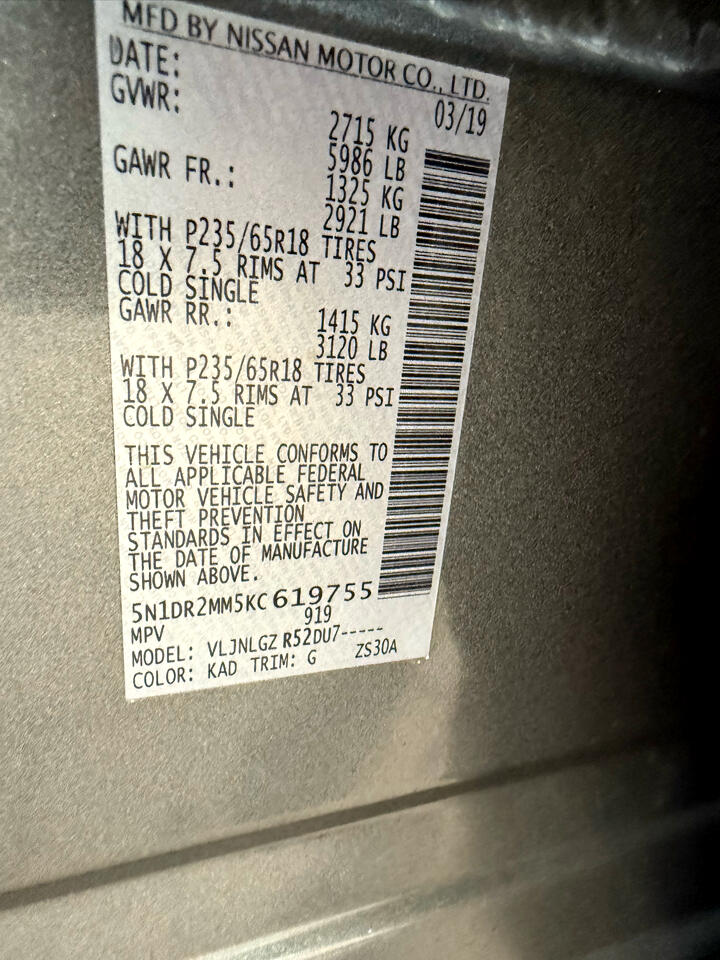 MFD BY NISSAN MOTOR CO., LTD.
DATE: 03/19
GVWR: 2715 KG
5986 LB
GAWR FR.: 1325 KG
2921 LB
WITH P235/65R18 TIRES
18 X 7.5 RIMS AT 33 PSI
COLD SINGLE
GAWR RR.: 1415 KG
3120 LB
WITH P235/65R18 TIRES
18 X 7.5 RIMS AT 33 PSI
COLD SINGLE
THIS VEHICLE CONFORMS TO
ALL APPLICABLE FEDERAL
MOTOR VEHICLE SAFETY AND
THEFT PREVENTION
STANDARDS IN EFFECT ON
THE DATE OF MANUFACTURE
SHOWN ABOVE.
5N1DR2MM5KC619755
MPV 919
MODEL: VLJNLGZ R52DU7-----
COLOR: KAD TRIM: G ZS30A